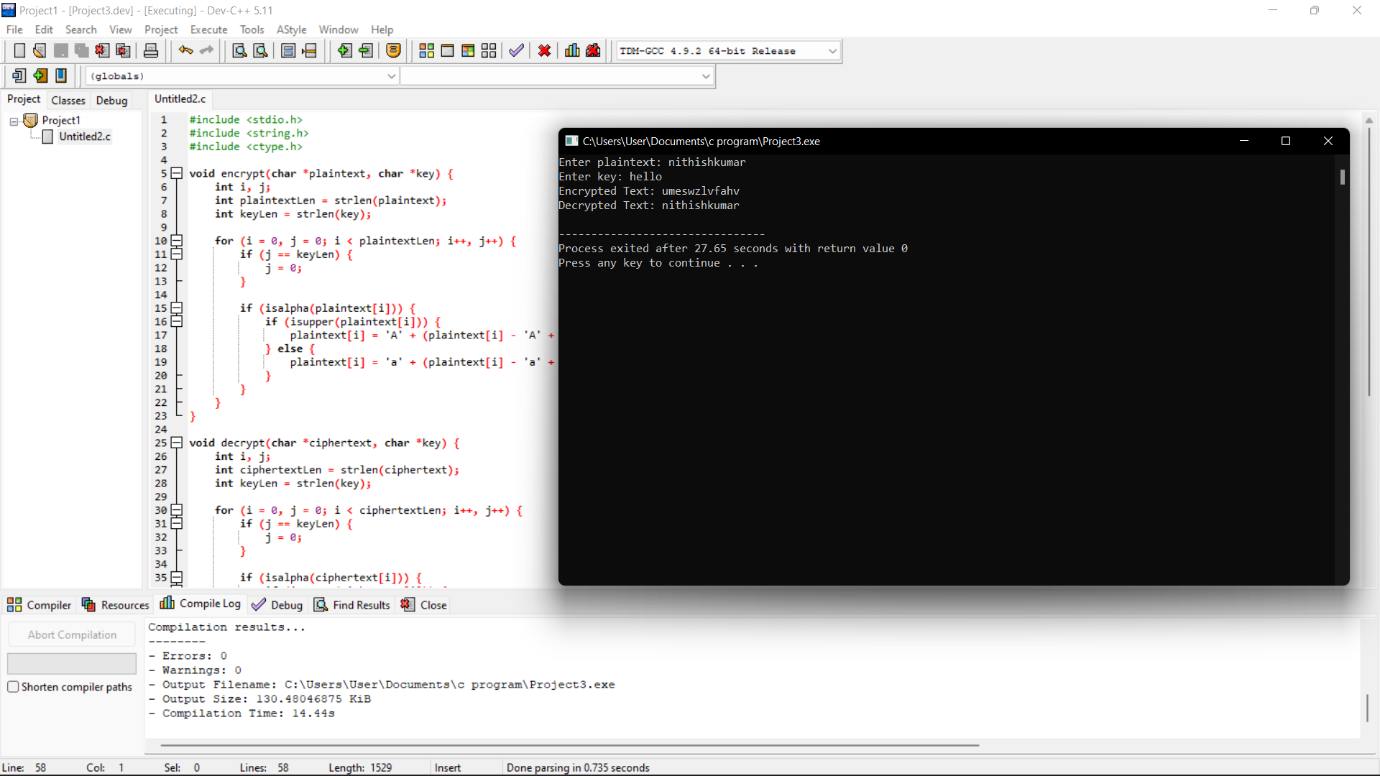 Project1 - [Project3.dev] - [Executing] - Dev-C++ 5.11
File Edit Search View Project Execute Tools AStyle Window Help
TDM-GCC 4.9.2 64-bit Release
(globals)
Project Classes Debug
Untitled2.c
Project1
Untitled2.c
1 #include <stdio.h>
2 #include <string.h>
3 #include <ctype.h>
4
5 void encrypt(char *plaintext, char *key) {
6 int i, j;
7 int plaintextLen = strlen(plaintext);
8 int keyLen = strlen(key);
9
10 for (i = 0, j = 0; i < plaintextLen; i++, j++) {
11 if (j == keyLen) {
12 j = 0;
13 }
14
15 if (isalpha(plaintext[i])) {
16 if (isupper(plaintext[i])) {
17 plaintext[i] = 'A' + (plaintext[i] - 'A' +
18 } else {
19 plaintext[i] = 'a' + (plaintext[i] - 'a' +
20 }
21 }
22 }
23 }
24
25 void decrypt(char *ciphertext, char *key) {
26 int i, j;
27 int ciphertextLen = strlen(ciphertext);
28 int keyLen = strlen(key);
29
30 for (i = 0, j = 0; i < ciphertextLen; i++, j++) {
31 if (j == keyLen) {
32 j = 0;
33 }
34
35 if (isalpha(ciphertext[i])) {
C:\Users\User\Documents\c program\Project3.exe
Enter plaintext: nithishkumar
Enter key: hello
Encrypted Text: umeswzlvfahv
Decrypted Text: nithishkumar
--------------------------------
Process exited after 27.65 seconds with return value 0
Press any key to continue . . .
Compiler Resources Compile Log Debug Find Results Close
Abort Compilation
Shorten compiler paths
Compilation results...
--------
- Errors: 0
- Warnings: 0
- Output Filename: C:\Users\User\Documents\c program\Project3.exe
- Output Size: 130.48046875 KiB
- Compilation Time: 14.44s
Line: 58 Col: 1 Sel: 0 Lines: 58 Length: 1529 Insert Done parsing in 0.735 seconds